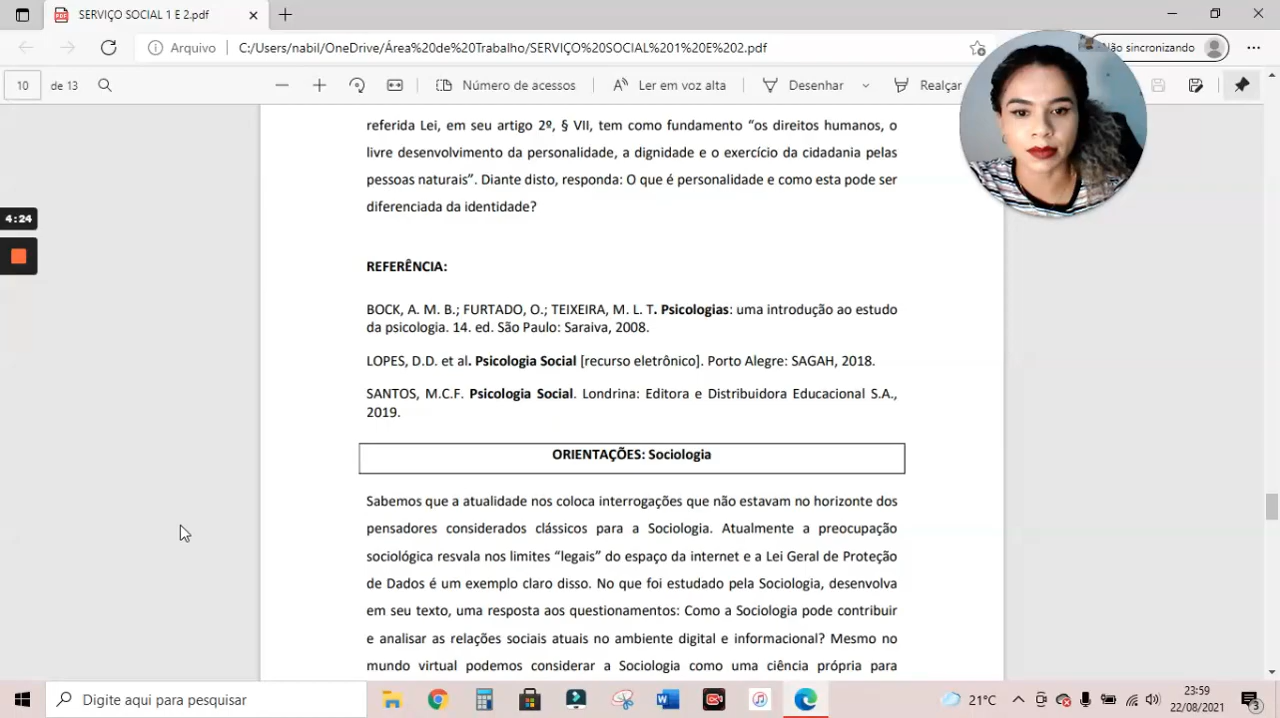 SERVIÇO SOCIAL 1 E 2.pdf
Arquivo
C:/Users/nabil/OneDrive/Área%20de%20Trabalho/SERVIÇO%20SOCIAL%201%20E%202.pdf
Não sincronizando
10 de 13
Número de acessos
Ler em voz alta
Desenhar
Realçar
referida Lei, em seu artigo 2º, § VII, tem como fundamento “os direitos humanos, o
livre desenvolvimento da personalidade, a dignidade e o exercício da cidadania pelas
pessoas naturais”. Diante disto, responda: O que é personalidade e como esta pode ser
diferenciada da identidade?
4:24
REFERÊNCIA:
BOCK, A. M. B.; FURTADO, O.; TEIXEIRA, M. L. T. Psicologias: uma introdução ao estudo
da psicologia. 14. ed. São Paulo: Saraiva, 2008.
LOPES, D.D. et al. Psicologia Social [recurso eletrônico]. Porto Alegre: SAGAH, 2018.
SANTOS, M.C.F. Psicologia Social. Londrina: Editora e Distribuidora Educacional S.A.,
2019.
ORIENTAÇÕES: Sociologia
Sabemos que a atualidade nos coloca interrogações que não estavam no horizonte dos
pensadores considerados clássicos para a Sociologia. Atualmente a preocupação
sociológica resvala nos limites “legais” do espaço da internet e a Lei Geral de Proteção
de Dados é um exemplo claro disso. No que foi estudado pela Sociologia, desenvolva
em seu texto, uma resposta aos questionamentos: Como a Sociologia pode contribuir
e analisar as relações sociais atuais no ambiente digital e informacional? Mesmo no
mundo virtual podemos considerar a Sociologia como uma ciência própria para
Digite aqui para pesquisar
21°C
23:59
22/08/2021
3